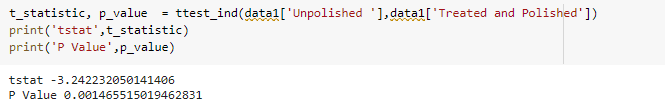 t_statistic, p_value  = ttest_ind(data1['Unpolished '],data1['Treated and Polished'])
print('tstat',t_statistic)
print('P Value',p_value)
tstat -3.242232050141406
P Value 0.001465515019462831